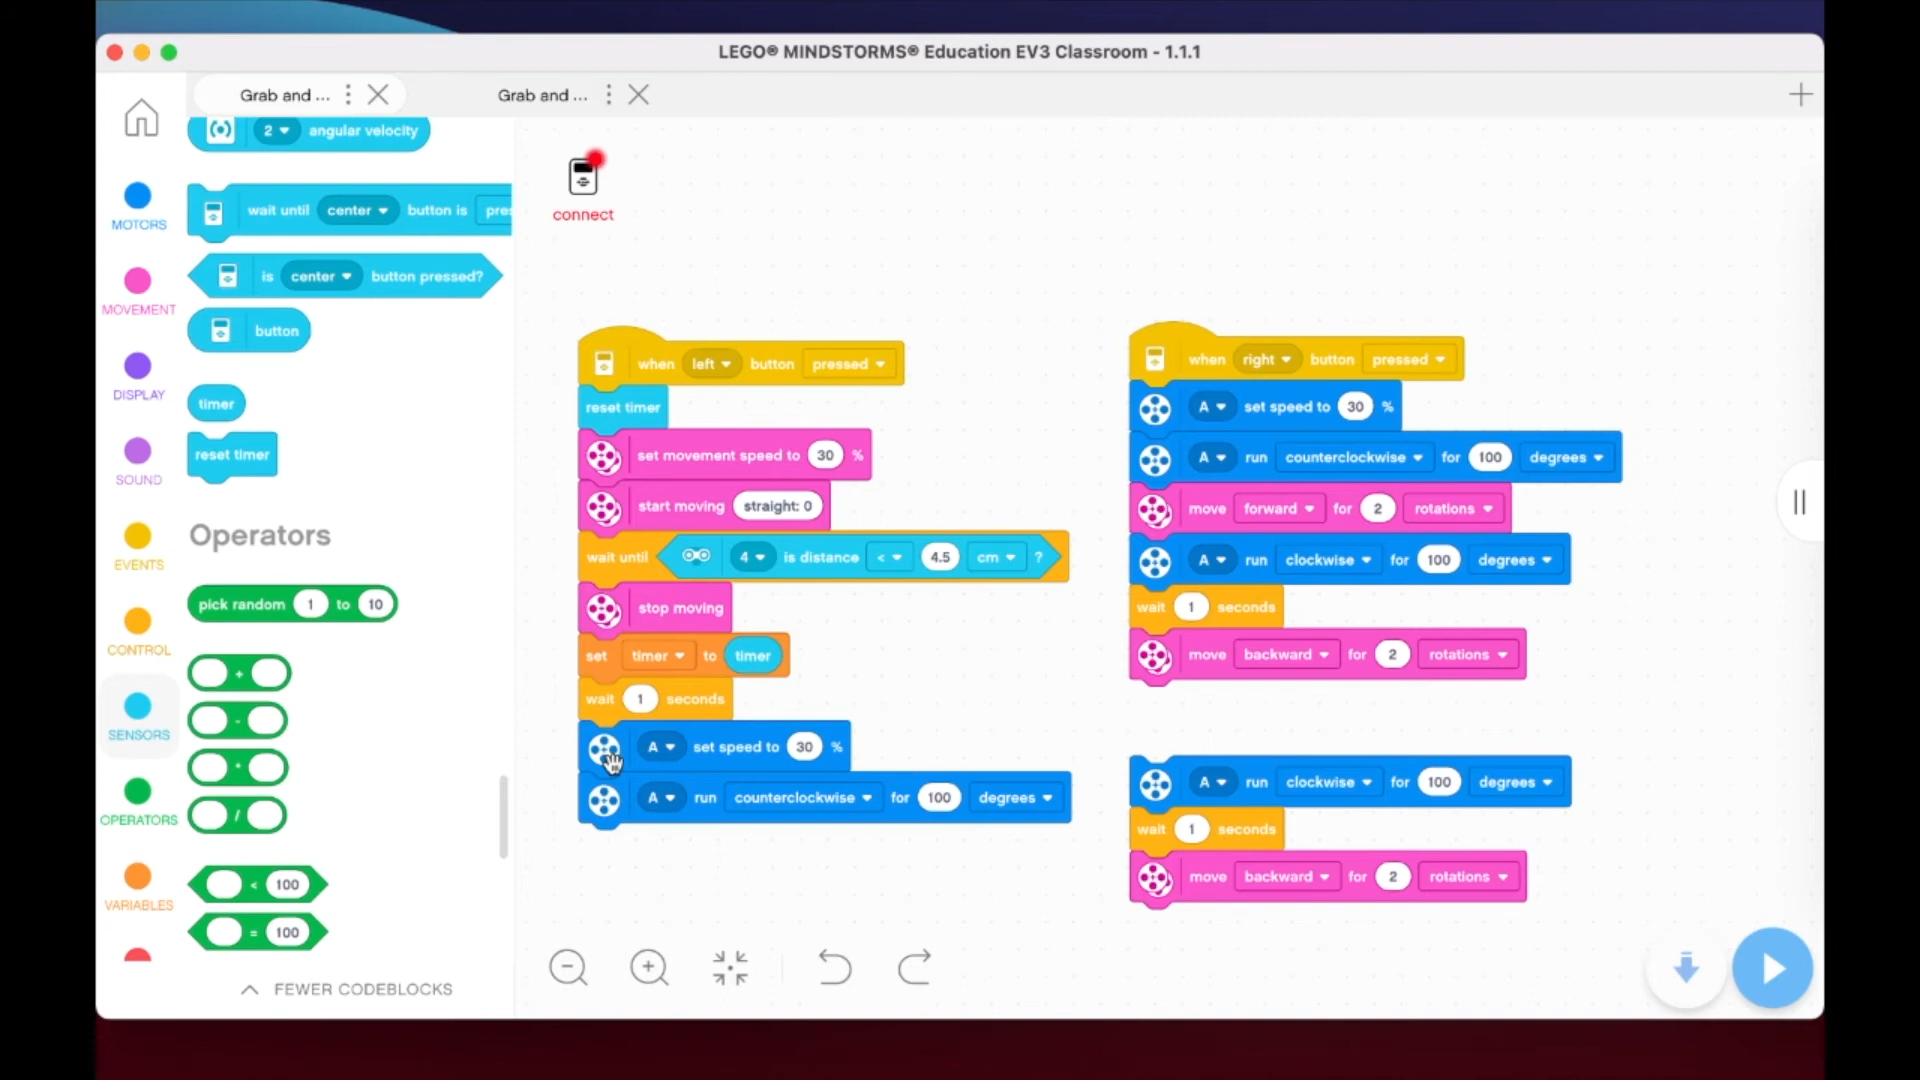 LEGO® MINDSTORMS® Education EV3 Classroom - 1.1.1
Grab and ...
Grab and ...
MOTORS
MOVEMENT
DISPLAY
SOUND
EVENTS
CONTROL
SENSORS
OPERATORS
VARIABLES
2 angular velocity
wait until center button is pres
is center button pressed?
button
timer
reset timer
Operators
pick random 1 to 10
+
-
*
/
< 100
= 100
FEWER CODEBLOCKS
connect
when left button pressed
reset timer
set movement speed to 30 %
start moving straight: 0
wait until 4 is distance < 4.5 cm ?
stop moving
set timer to timer
wait 1 seconds
A set speed to 30 %
A run counterclockwise for 100 degrees
when right button pressed
A set speed to 30 %
A run counterclockwise for 100 degrees
move forward for 2 rotations
A run clockwise for 100 degrees
wait 1 seconds
move backward for 2 rotations
A run clockwise for 100 degrees
wait 1 seconds
move backward for 2 rotations